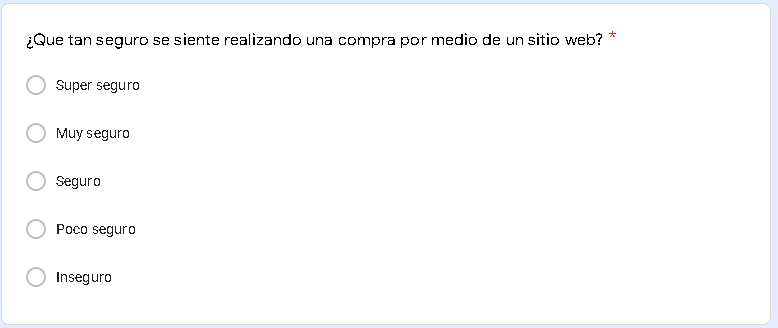 ¿Que tan seguro se siente realizando una compra por medio de un sitio web? *
Super seguro
Muy seguro
Seguro
Poco seguro
Inseguro